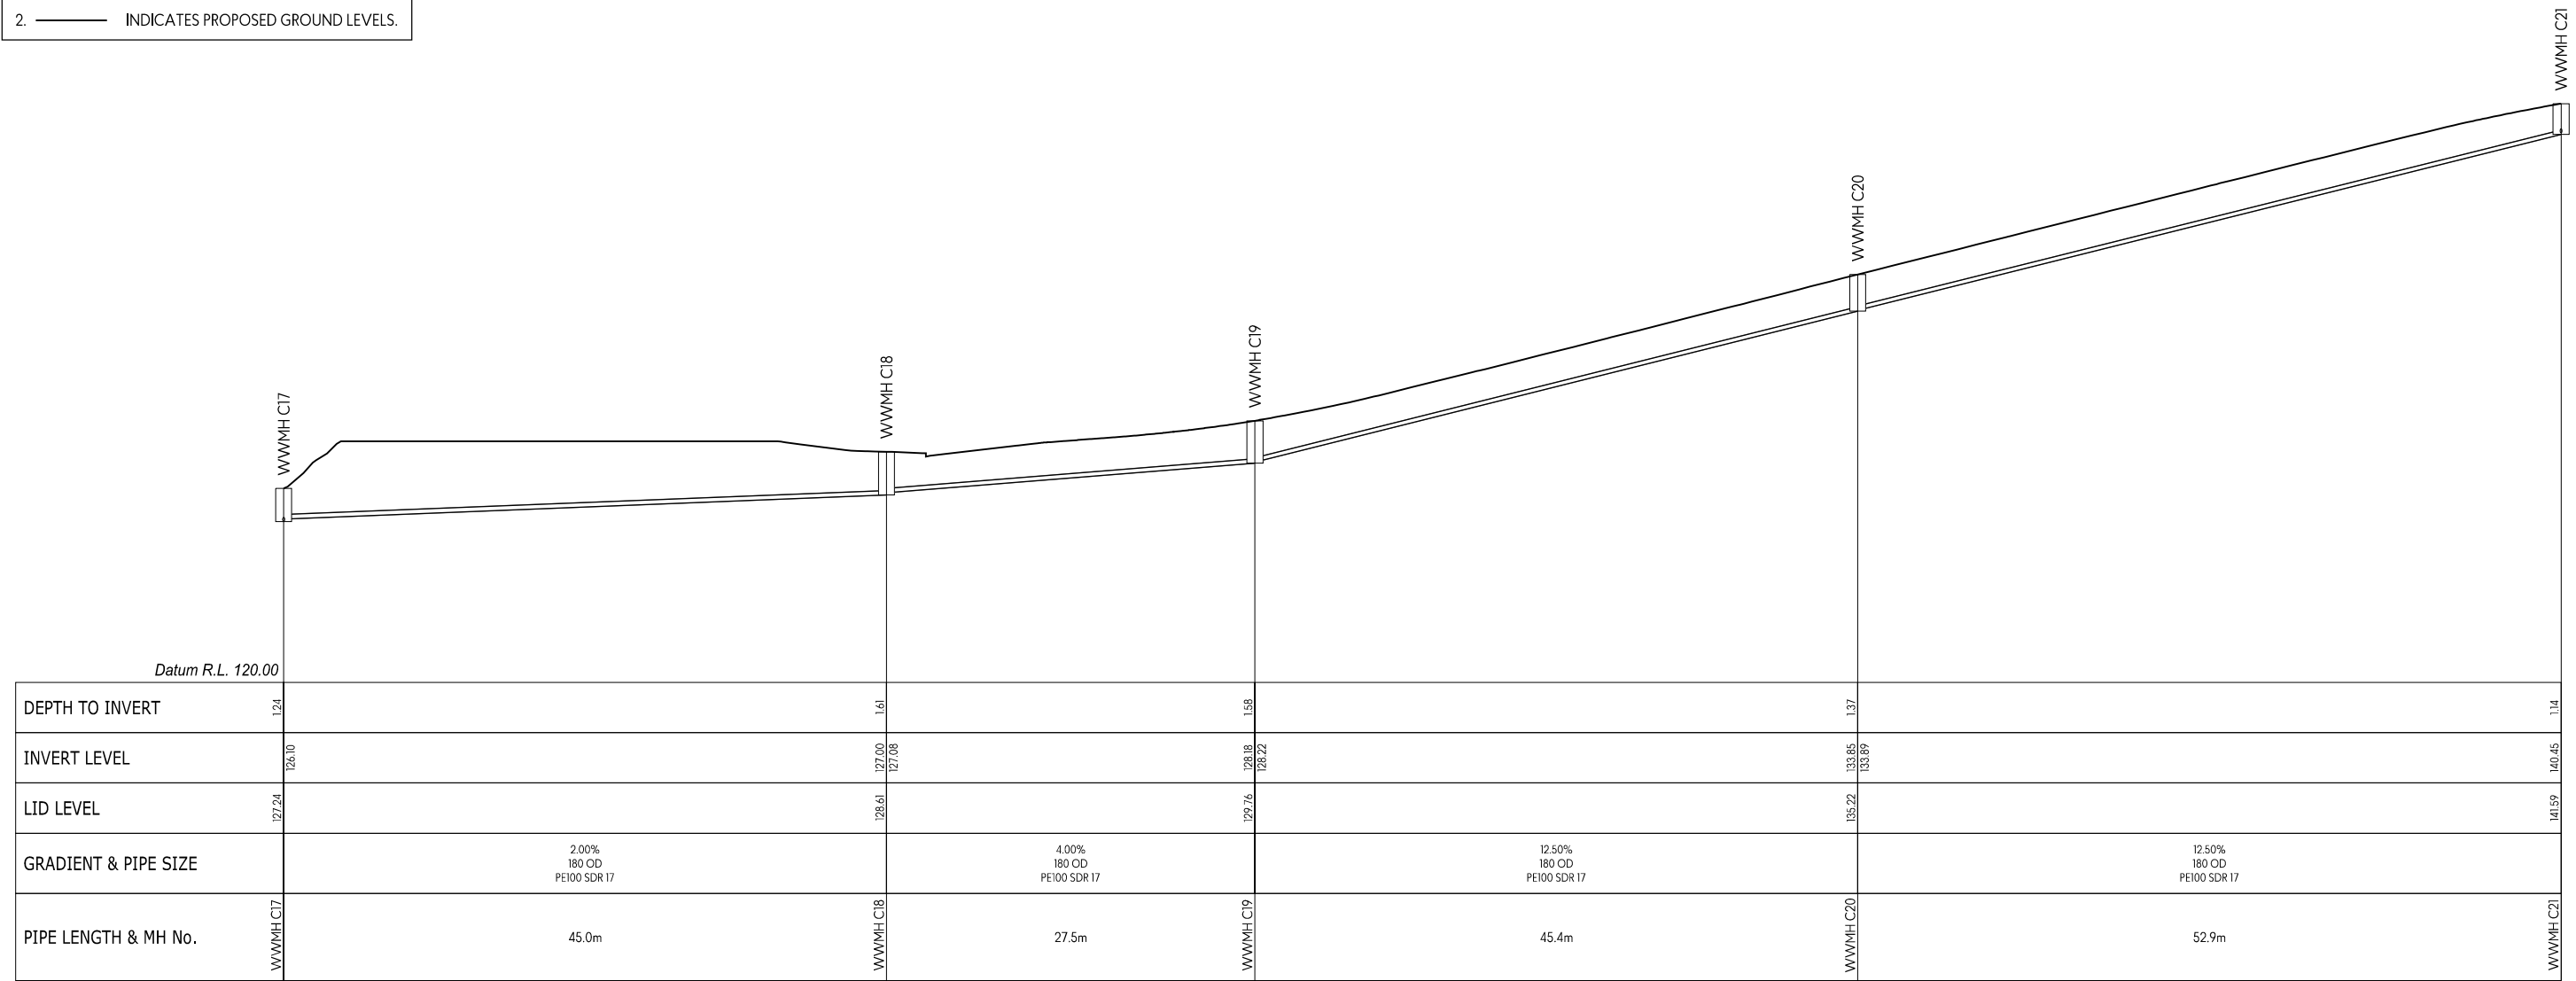 2. INDICATES PROPOSED GROUND LEVELS.
WWMH C17
WWMH C18
WWMH C19
WWMH C20
WWMH C21
Datum R.L. 120.00
DEPTH TO INVERT 1.24 1.61 1.58 1.37 1.14
INVERT LEVEL 126.10 127.00 127.08 128.18 128.22 133.85 133.89 140.45
LID LEVEL 127.24 128.61 129.76 135.22 141.59
GRADIENT & PIPE SIZE
2.00%
180 OD
PE100 SDR 17
4.00%
180 OD
PE100 SDR 17
12.50%
180 OD
PE100 SDR 17
12.50%
180 OD
PE100 SDR 17
PIPE LENGTH & MH No. WWMH C17 45.0m WWMH C18 27.5m WWMH C19 45.4m WWMH C20 52.9m WWMH C21